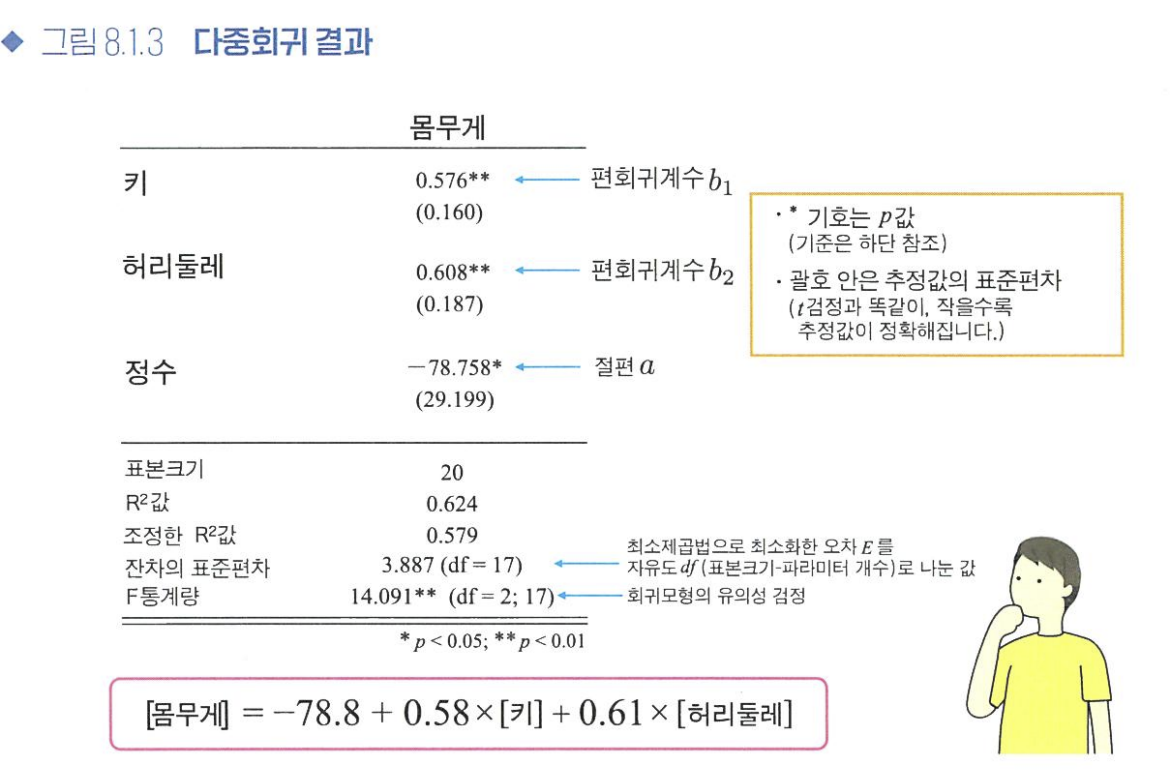 ◆ 그림 8.1.3 다중회귀 결과
몸무게
키 0.576** ← 편회귀계수 b₁
(0.160)
허리둘레 0.608** ← 편회귀계수 b₂
(0.187)
정수 −78.758* ← 절편 a
(29.199)
· * 기호는 p값
(기준은 하단 참조)
· 괄호 안은 추정값의 표준편차
(t검정과 똑같이, 작을수록
추정값이 정확해집니다.)
표본크기 20
R²값 0.624
조정한 R²값 0.579
잔차의 표준편차 3.887 (df = 17)
최소제곱법으로 최소화한 오차 E를
자유도 df (표본크기-파라미터 개수)로 나눈 값
F통계량 14.091** (df = 2; 17) ← 회귀모형의 유의성 검정
* p < 0.05; ** p < 0.01
[몸무게] = −78.8 + 0.58×[키] + 0.61×[허리둘레]